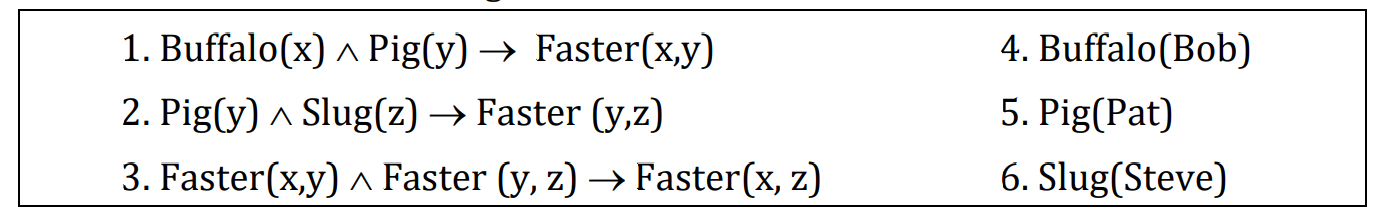 1. Buffalo(x) ∧ Pig(y) → Faster(x,y)
4. Buffalo(Bob)
2. Pig(y) ∧ Slug(z) → Faster (y,z)
5. Pig(Pat)
3. Faster(x,y) ∧ Faster (y, z) → Faster(x, z)
6. Slug(Steve)